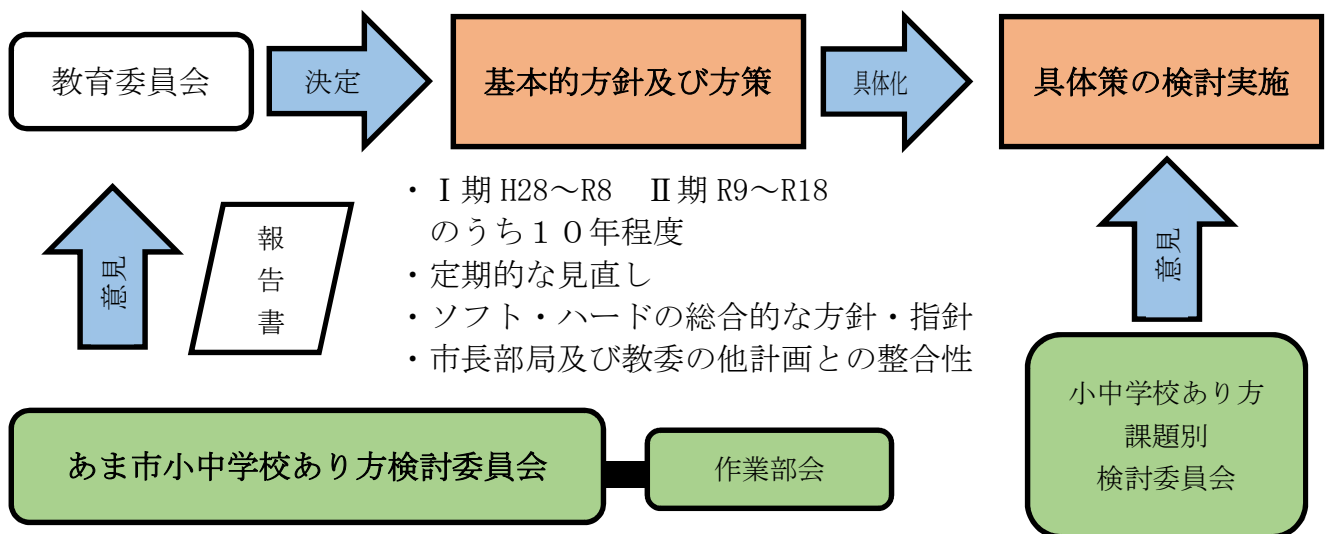 教育委員会
決定
基本的方針及び方策
具体化
具体策の検討実施
意見
報
告
書
・Ⅰ期 H28～R8　Ⅱ期 R9～R18
のうち１０年程度
・定期的な見直し
・ソフト・ハードの総合的な方針・指針
・市長部局及び教委の他計画との整合性
意見
小中学校あり方
課題別
検討委員会
あま市小中学校あり方検討委員会
作業部会